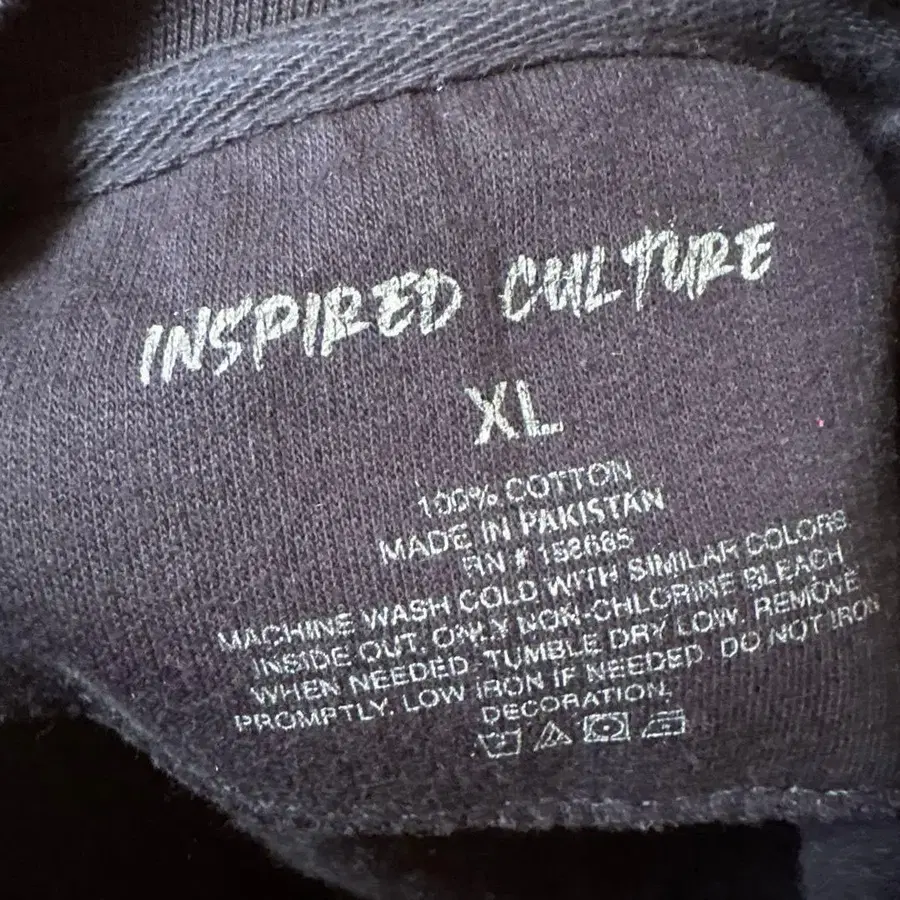 INSPIRED CULTURE
XL
100% COTTON
MADE IN PAKISTAN
RN # 158685
MACHINE WASH COLD WITH SIMILAR COLORS
INSIDE OUT. ONLY NON-CHLORINE BLEACH
WHEN NEEDED. TUMBLE DRY LOW. REMOVE
PROMPTLY. LOW IRON IF NEEDED. DO NOT IRON
DECORATION.